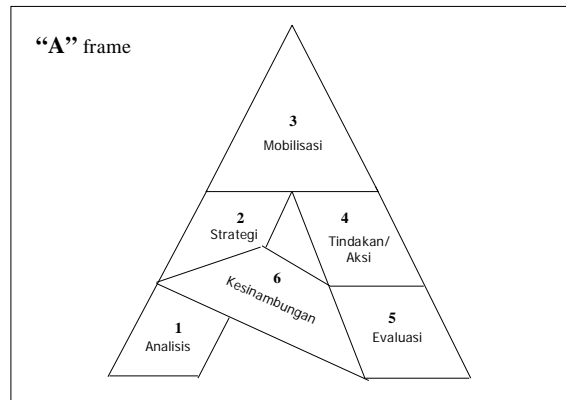 “A” frame
3
Mobilisasi
2
Strategi
4
Tindakan/
Aksi
6
Kesinambungan
1
Analisis
5
Evaluasi